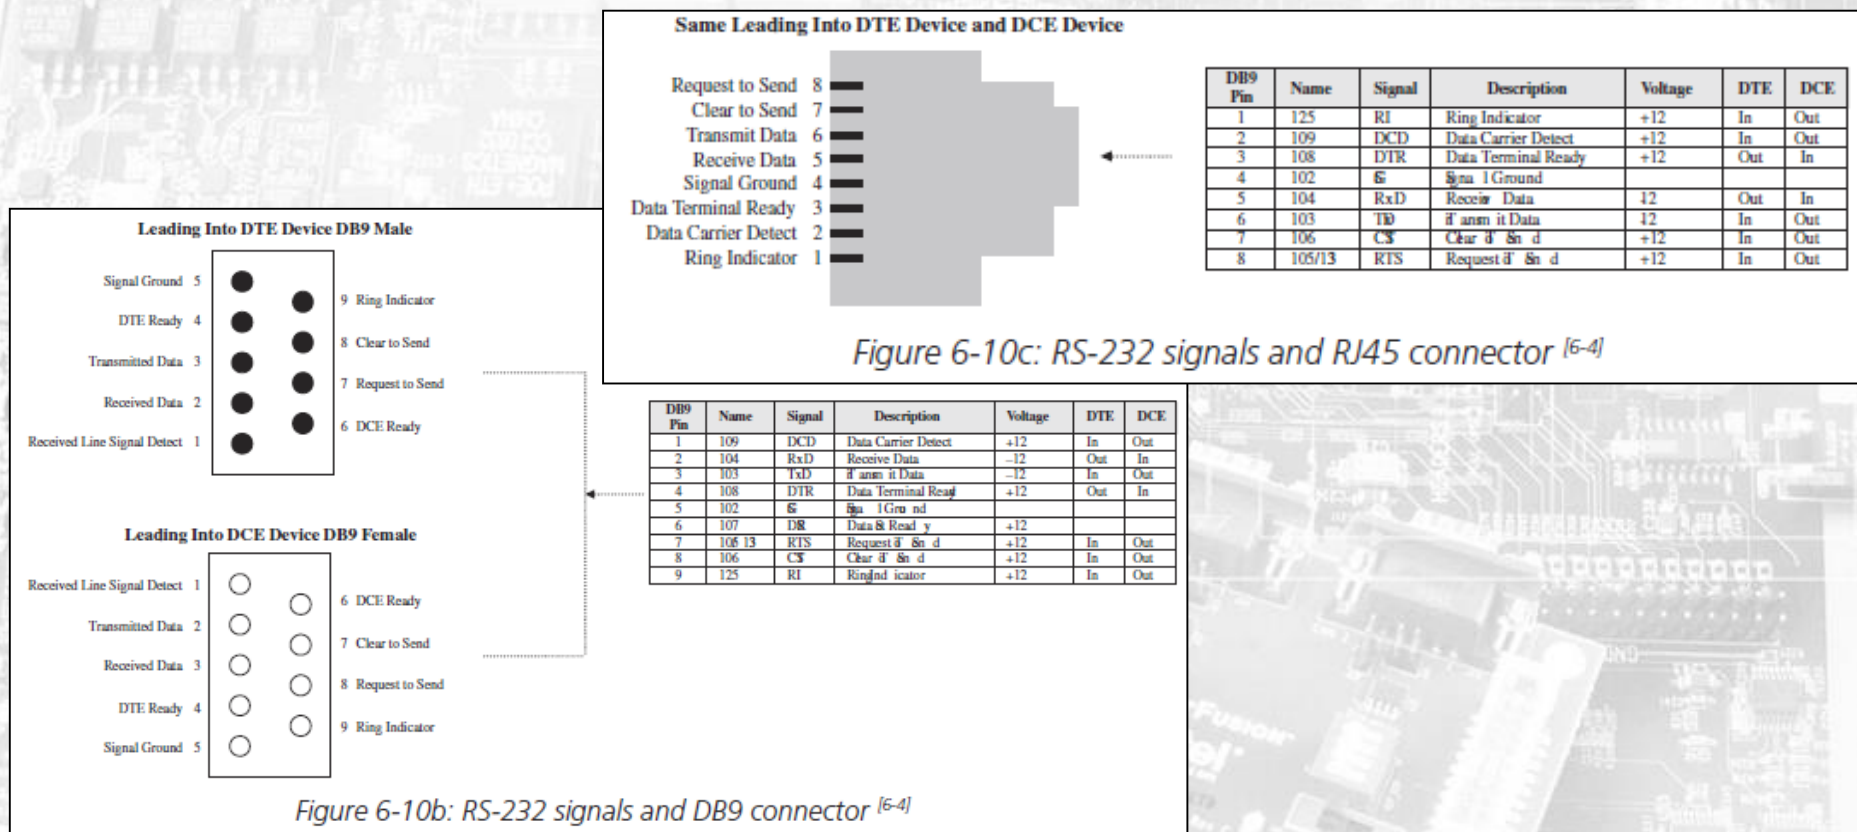 Same Leading Into DTE Device and DCE Device
Request to Send 8
Clear to Send 7
Transmit Data 6
Receive Data 5
Signal Ground 4
Data Terminal Ready 3
Data Carrier Detect 2
Ring Indicator 1
DB9 Pin Name Signal Description Voltage DTE DCE
1 125 RI Ring Indicator +12 In Out
2 109 DCD Data Carrier Detect +12 In Out
3 108 DTR Data Terminal Ready +12 Out In
4 102 Ground
5 104 RxD Data 12 Out In
6 103 Data 12 In Out
7 106 +12 In Out
8 105/13 RTS Request +12 In Out
Figure 6-10c: RS-232 signals and RJ45 connector [6-4]
Leading Into DTE Device DB9 Male
Signal Ground 5
DTE Ready 4
Transmitted Data 3
Received Data 2
Received Line Signal Detect 1
9 Ring Indicator
8 Clear to Send
7 Request to Send
6 DCE Ready
Leading Into DCE Device DB9 Female
Received Line Signal Detect 1
Transmitted Data 2
Received Data 3
DTE Ready 4
Signal Ground 5
6 DCE Ready
7 Clear to Send
8 Request to Send
9 Ring Indicator
DB9 Pin Name Signal Description Voltage DTE DCE
1 109 DCD Data Carrier Detect +12 In Out
2 104 RxD Receive Data −12 Out In
3 103 TxD Data −12 In Out
4 108 DTR Data Terminal +12 Out In
5 102
6 107 Data +12
7 13 RTS Request +12 In Out
8 106 +12 In Out
9 125 RI icator +12 In Out
Figure 6-10b: RS-232 signals and DB9 connector [6-4]